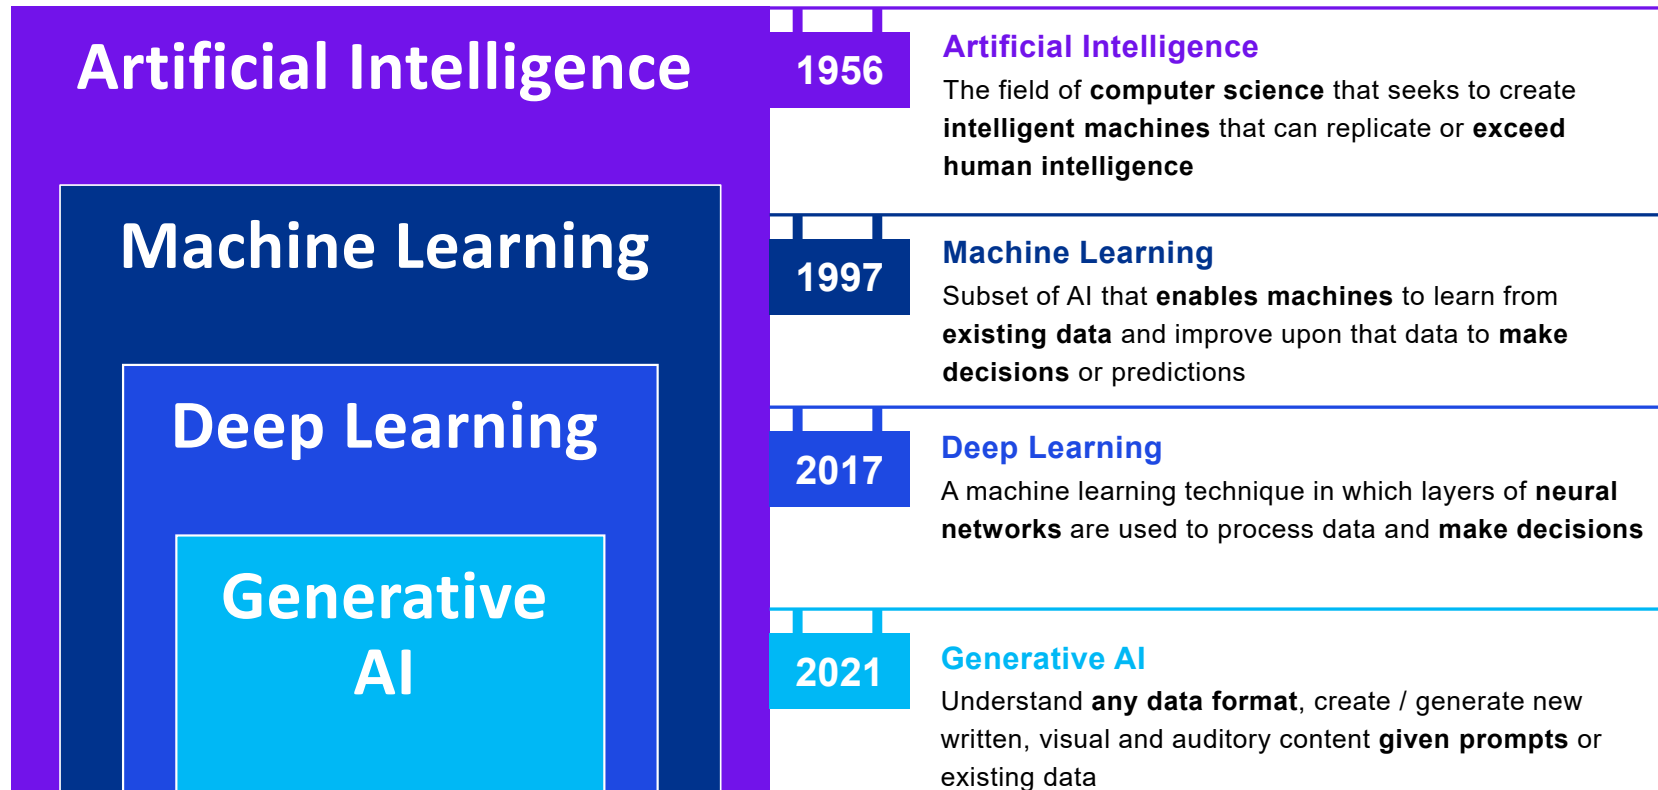 Artificial Intelligence
Machine Learning
Deep Learning
Generative
AI
1956
Artificial Intelligence
The field of computer science that seeks to create
intelligent machines that can replicate or exceed
human intelligence
1997
Machine Learning
Subset of AI that enables machines to learn from
existing data and improve upon that data to make
decisions or predictions
2017
Deep Learning
A machine learning technique in which layers of neural
networks are used to process data and make decisions
2021
Generative AI
Understand any data format, create / generate new
written, visual and auditory content given prompts or
existing data